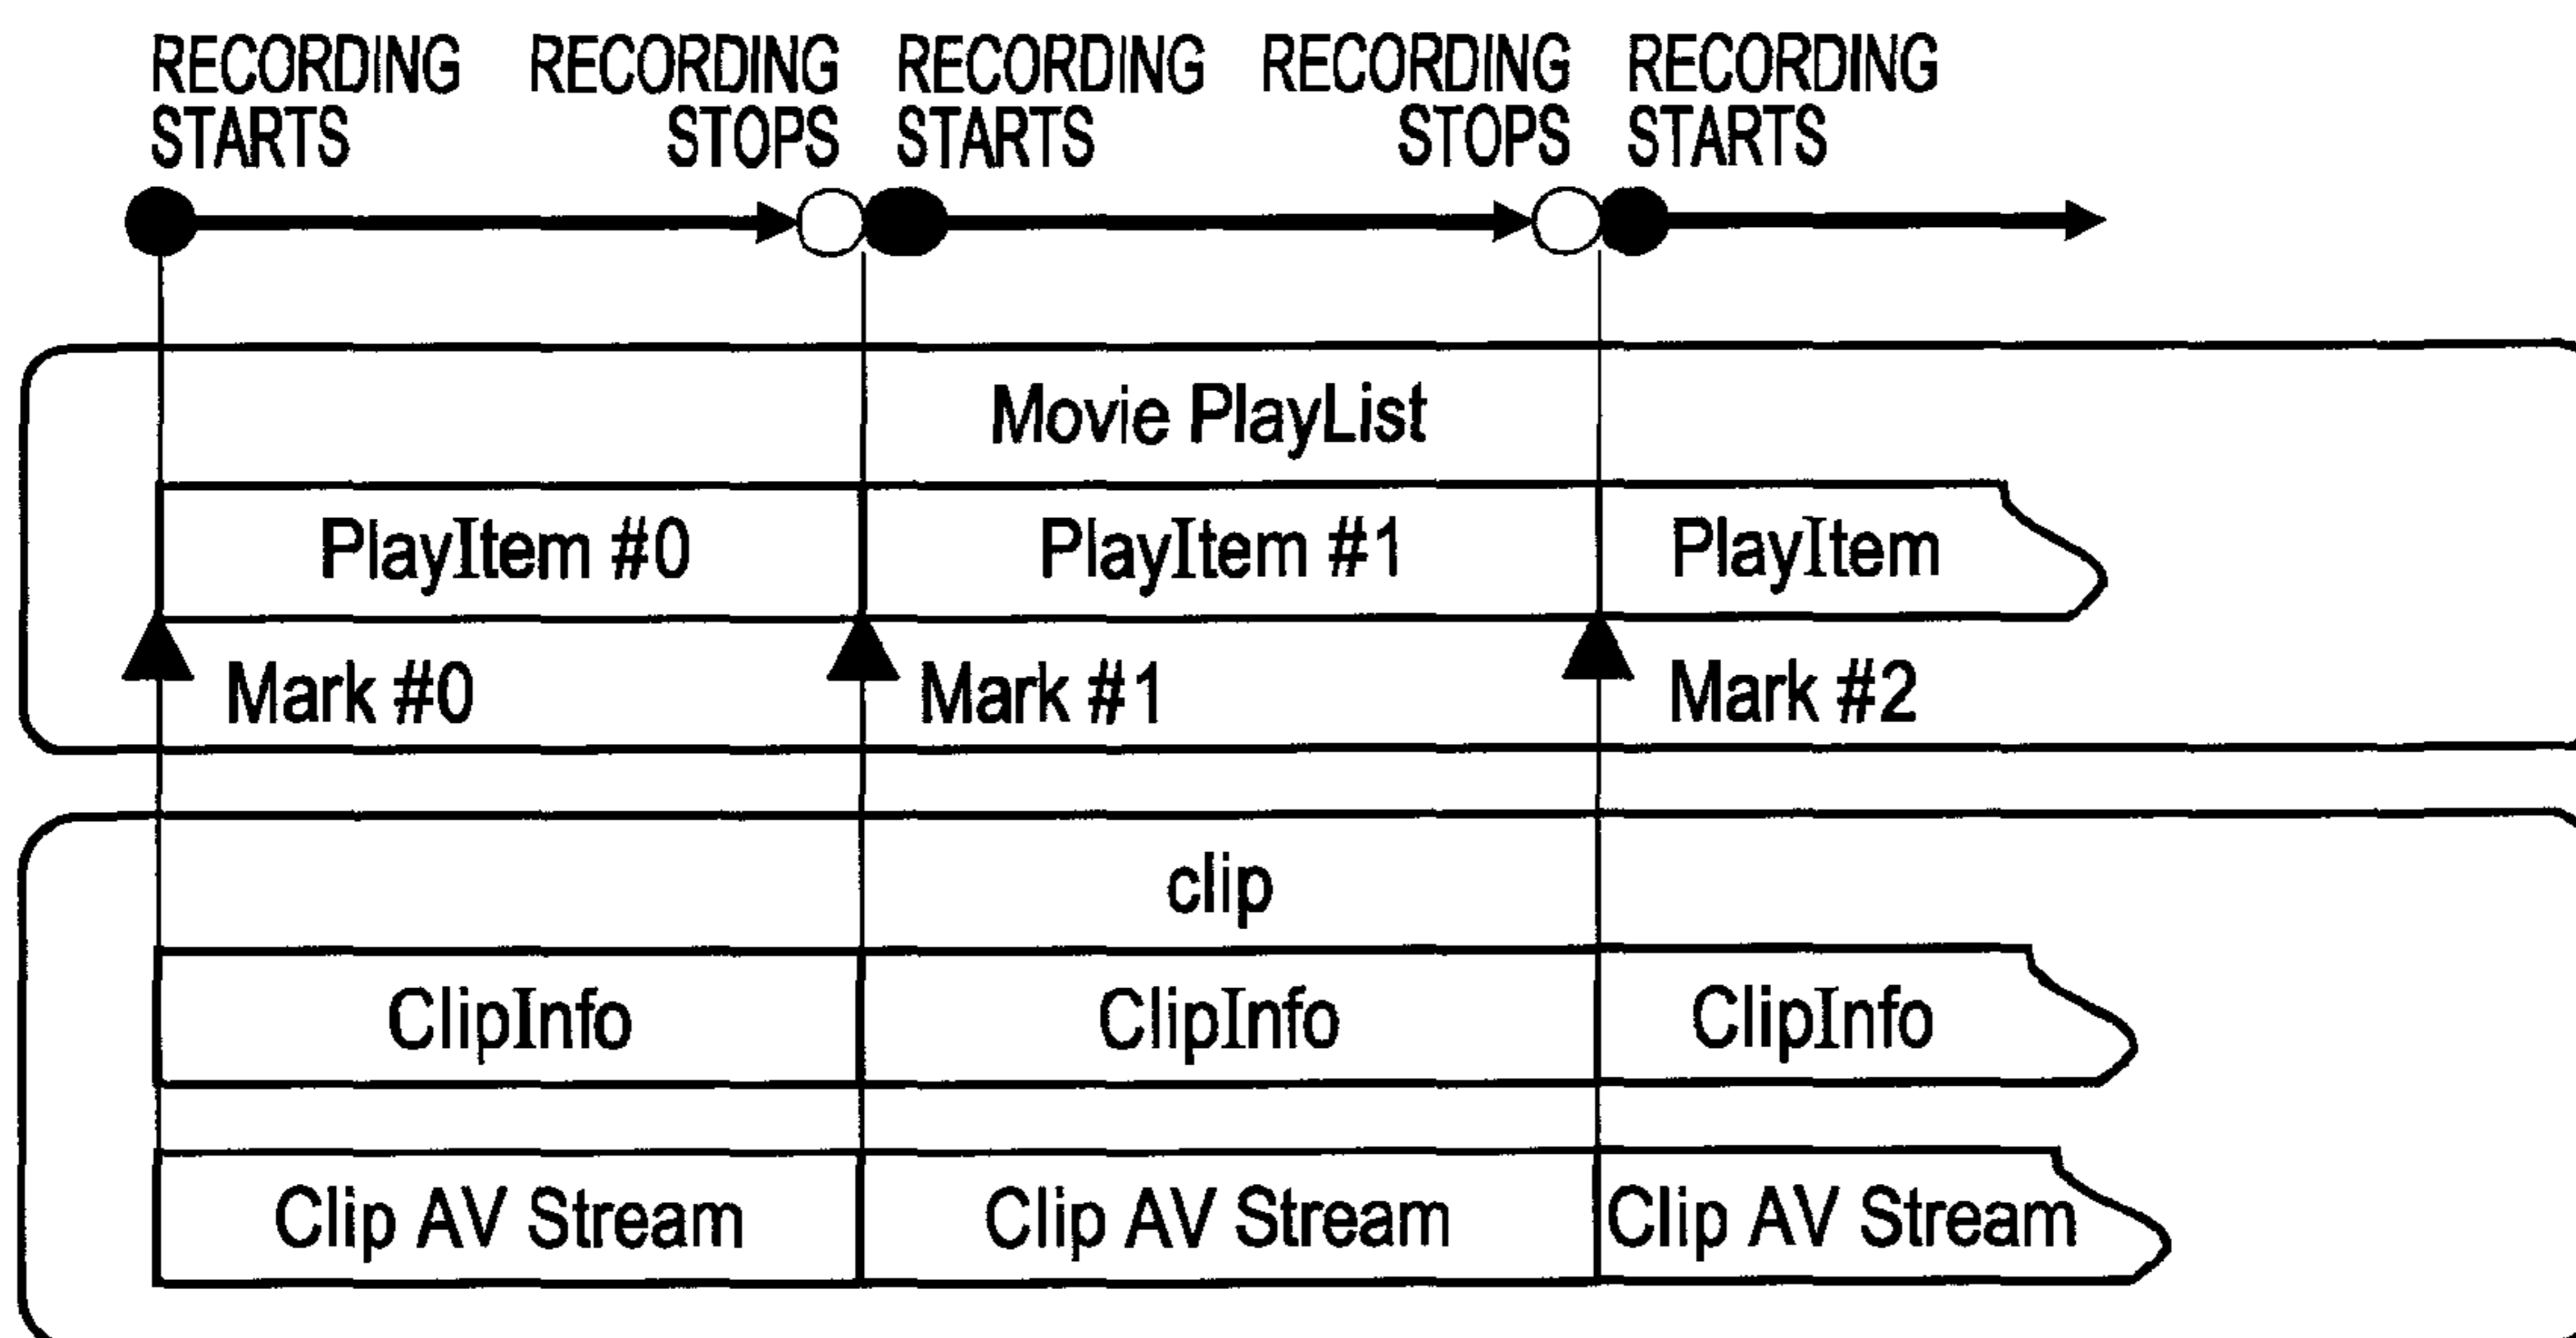 RECORDING STARTS
RECORDING STOPS
RECORDING STARTS
RECORDING STOPS
RECORDING STARTS
Movie PlayList
PlayItem #0
PlayItem #1
PlayItem
Mark #0
Mark #1
Mark #2
clip
ClipInfo
ClipInfo
ClipInfo
Clip AV Stream
Clip AV Stream
Clip AV Stream